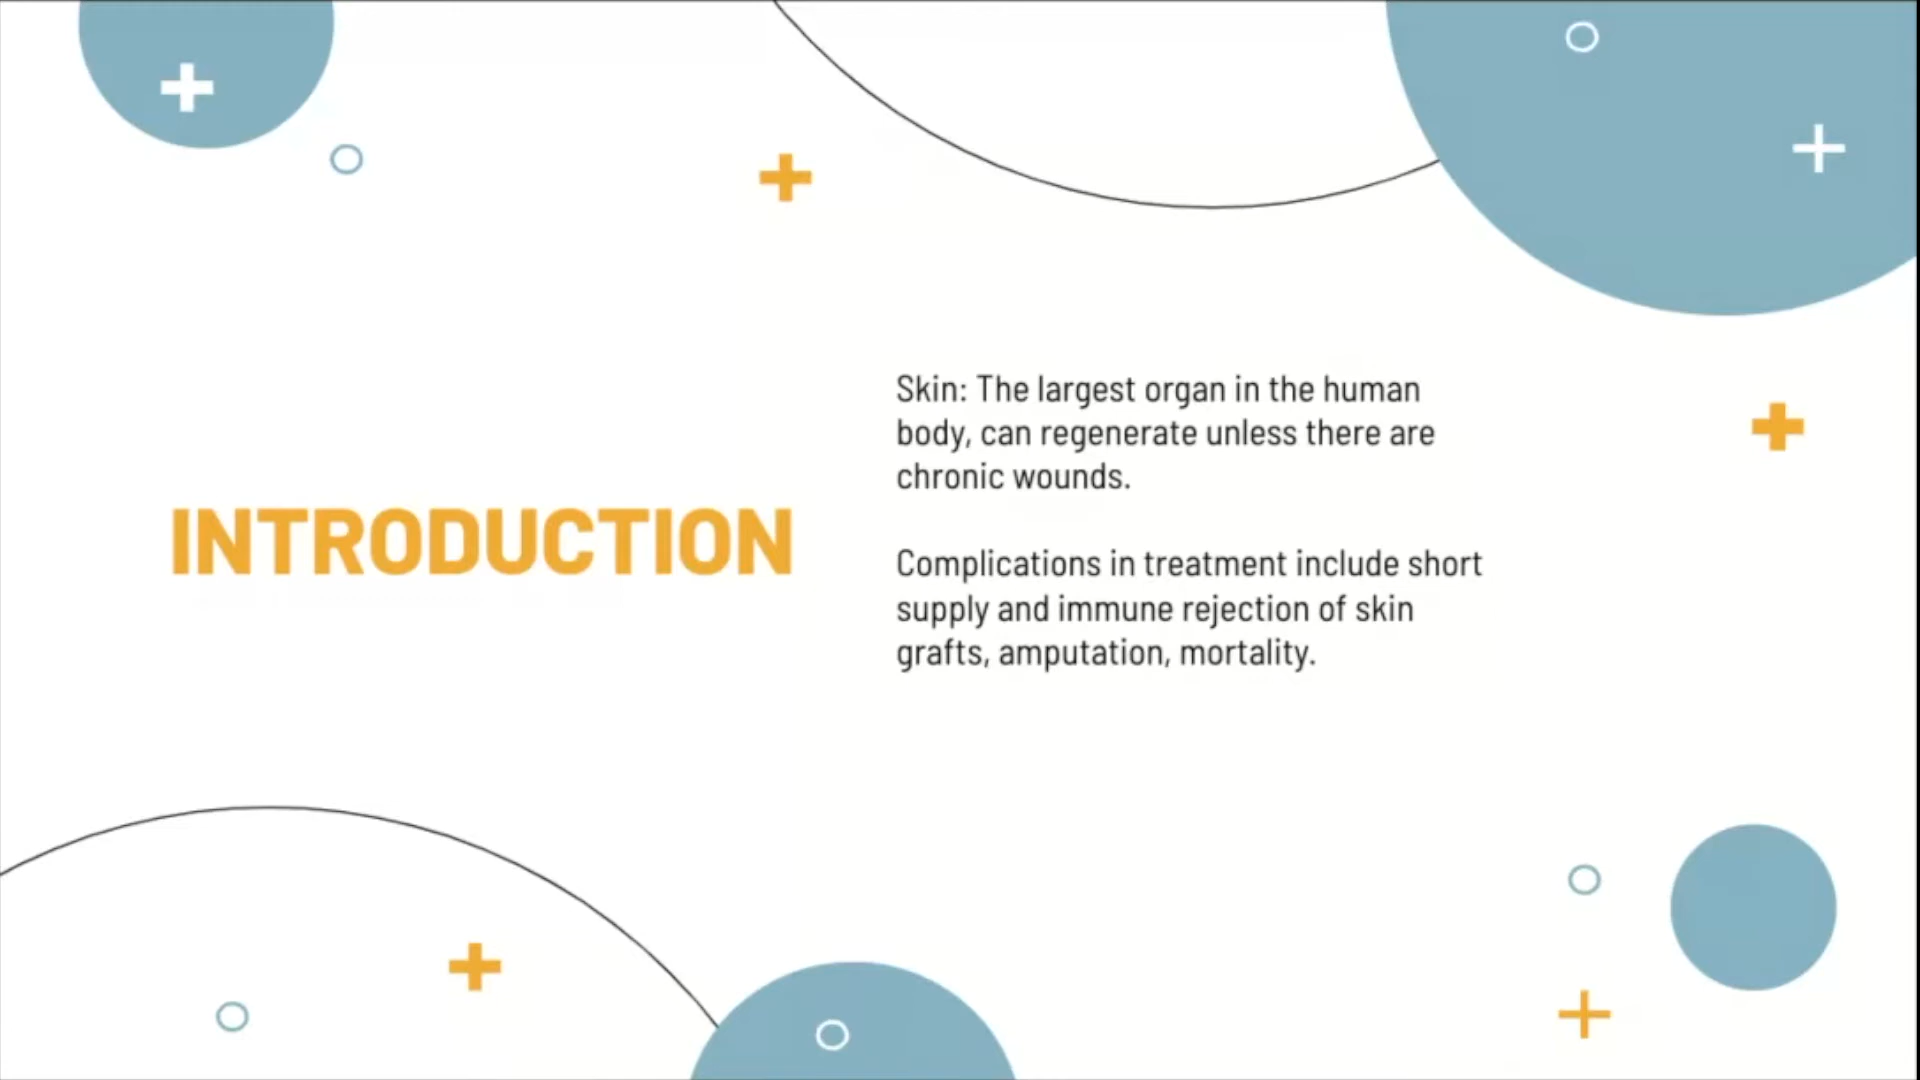 INTRODUCTION
Skin: The largest organ in the human
body, can regenerate unless there are
chronic wounds.
Complications in treatment include short
supply and immune rejection of skin
grafts, amputation, mortality.